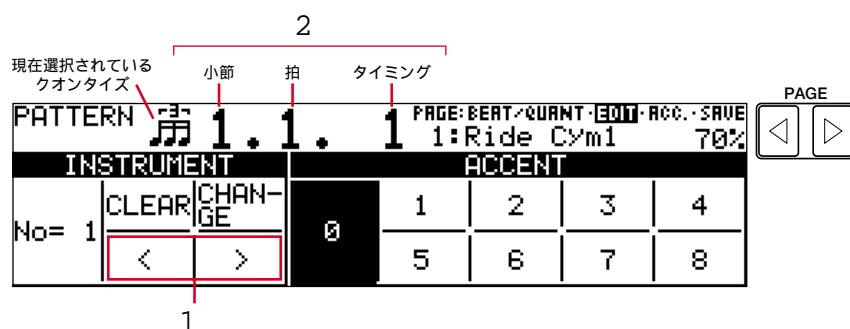 2
現在選択されている
クオンタイズ
小節
拍
タイミング
PAGE
PATTERN -3- 1. 1. 1 PAGE:BEAT/QUANT·EDIT·ACC.·SAVE
1:Ride Cym1 70%
INSTRUMENT ACCENT
No= 1 CLEAR CHAN-
GE
0 1 2 3 4
< > 5 6 7 8
1